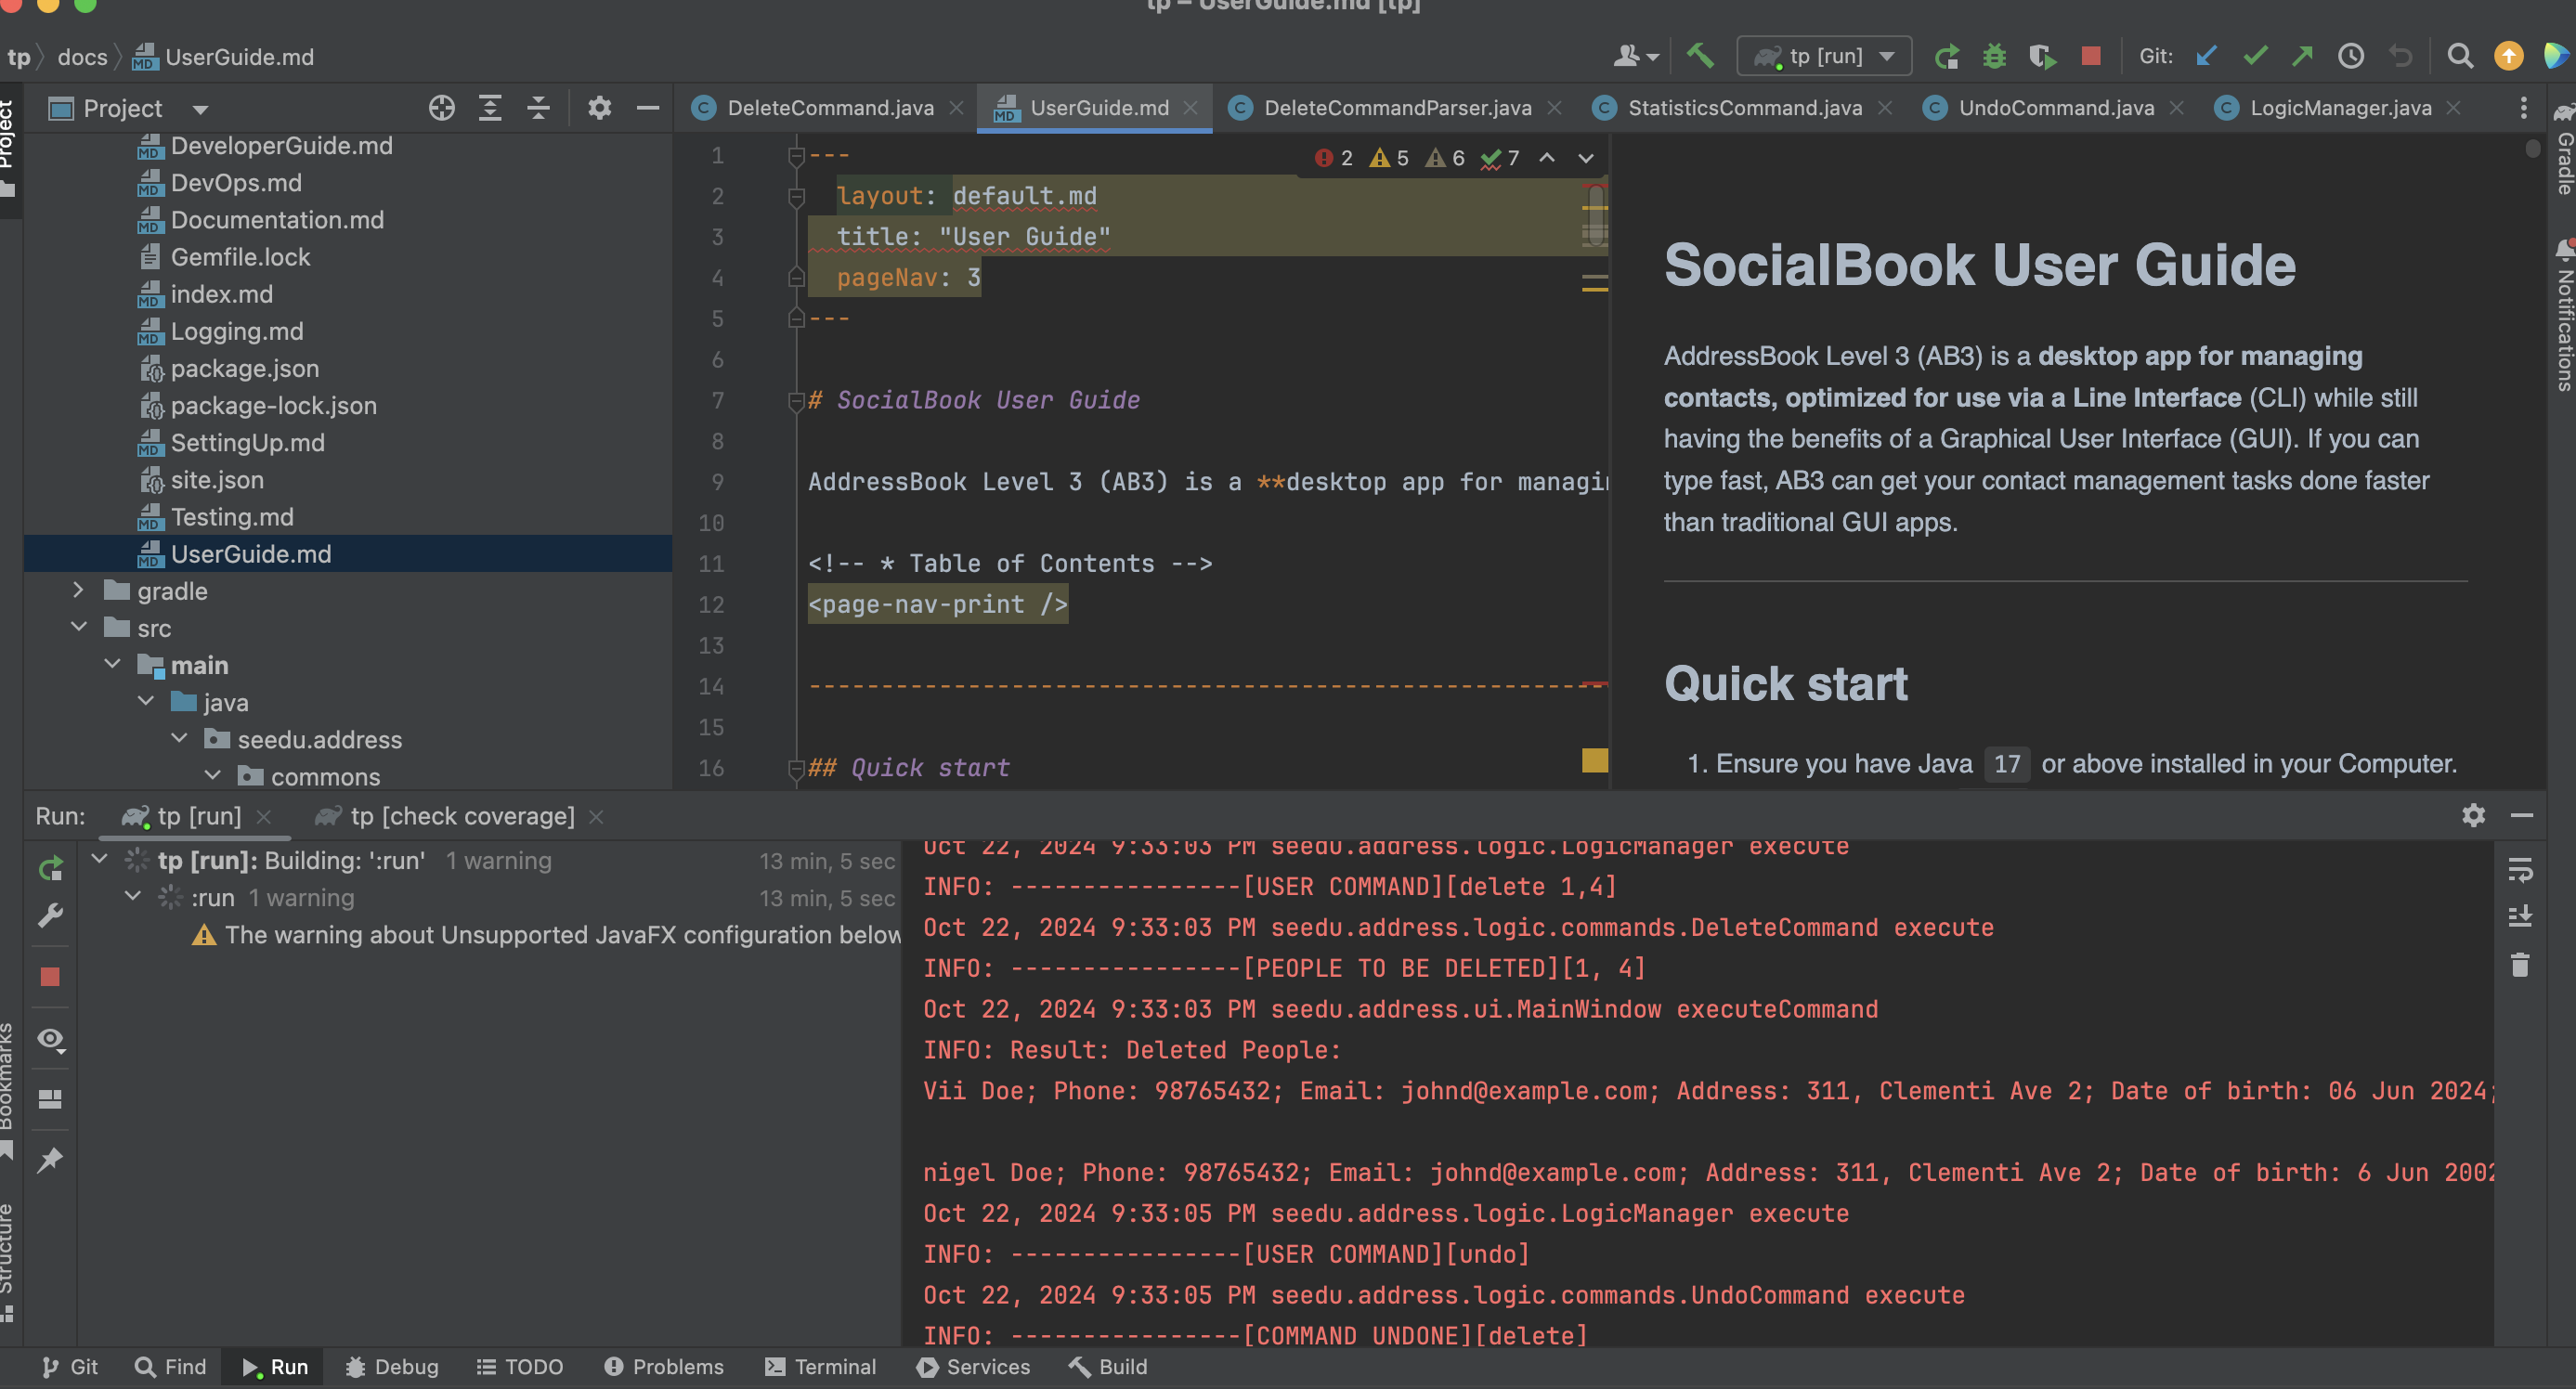 tp – UserGuide.md [tp]
tp docs UserGuide.md
tp [run] Git:
Project
DeleteCommand.java UserGuide.md DeleteCommandParser.java StatisticsCommand.java UndoCommand.java LogicManager.java
Project
Bookmarks
Structure
DeveloperGuide.md
DevOps.md
Documentation.md
Gemfile.lock
index.md
Logging.md
package.json
package-lock.json
SettingUp.md
site.json
Testing.md
UserGuide.md
gradle
src
main
java
seedu.address
commons
2 5 6 7
1 ---
2 layout: default.md
3 title: "User Guide"
4 pageNav: 3
5 ---
6
7 # SocialBook User Guide
8
9 AddressBook Level 3 (AB3) is a **desktop app for managi
10
11 <!-- * Table of Contents -->
12 <page-nav-print />
13
14 -------------------------------------------------------
15
16 ## Quick start
SocialBook User Guide
AddressBook Level 3 (AB3) is a desktop app for managing
contacts, optimized for use via a Line Interface (CLI) while still
having the benefits of a Graphical User Interface (GUI). If you can
type fast, AB3 can get your contact management tasks done faster
than traditional GUI apps.
Quick start
1. Ensure you have Java 17 or above installed in your Computer.
Gradle
Notifications
Run: tp [run] tp [check coverage]
tp [run]: Building: ':run' 1 warning 13 min, 5 sec
:run 1 warning 13 min, 5 sec
The warning about Unsupported JavaFX configuration below
Oct 22, 2024 9:33:03 PM seedu.address.logic.LogicManager execute
INFO: ----------------[USER COMMAND][delete 1,4]
Oct 22, 2024 9:33:03 PM seedu.address.logic.commands.DeleteCommand execute
INFO: ----------------[PEOPLE TO BE DELETED][1, 4]
Oct 22, 2024 9:33:03 PM seedu.address.ui.MainWindow executeCommand
INFO: Result: Deleted People:
Vii Doe; Phone: 98765432; Email: johnd@example.com; Address: 311, Clementi Ave 2; Date of birth: 06 Jun 2024;
nigel Doe; Phone: 98765432; Email: johnd@example.com; Address: 311, Clementi Ave 2; Date of birth: 6 Jun 2002
Oct 22, 2024 9:33:05 PM seedu.address.logic.LogicManager execute
INFO: ----------------[USER COMMAND][undo]
Oct 22, 2024 9:33:05 PM seedu.address.logic.commands.UndoCommand execute
INFO: ----------------[COMMAND UNDONE][delete]
Git Find Run Debug TODO Problems Terminal Services Build